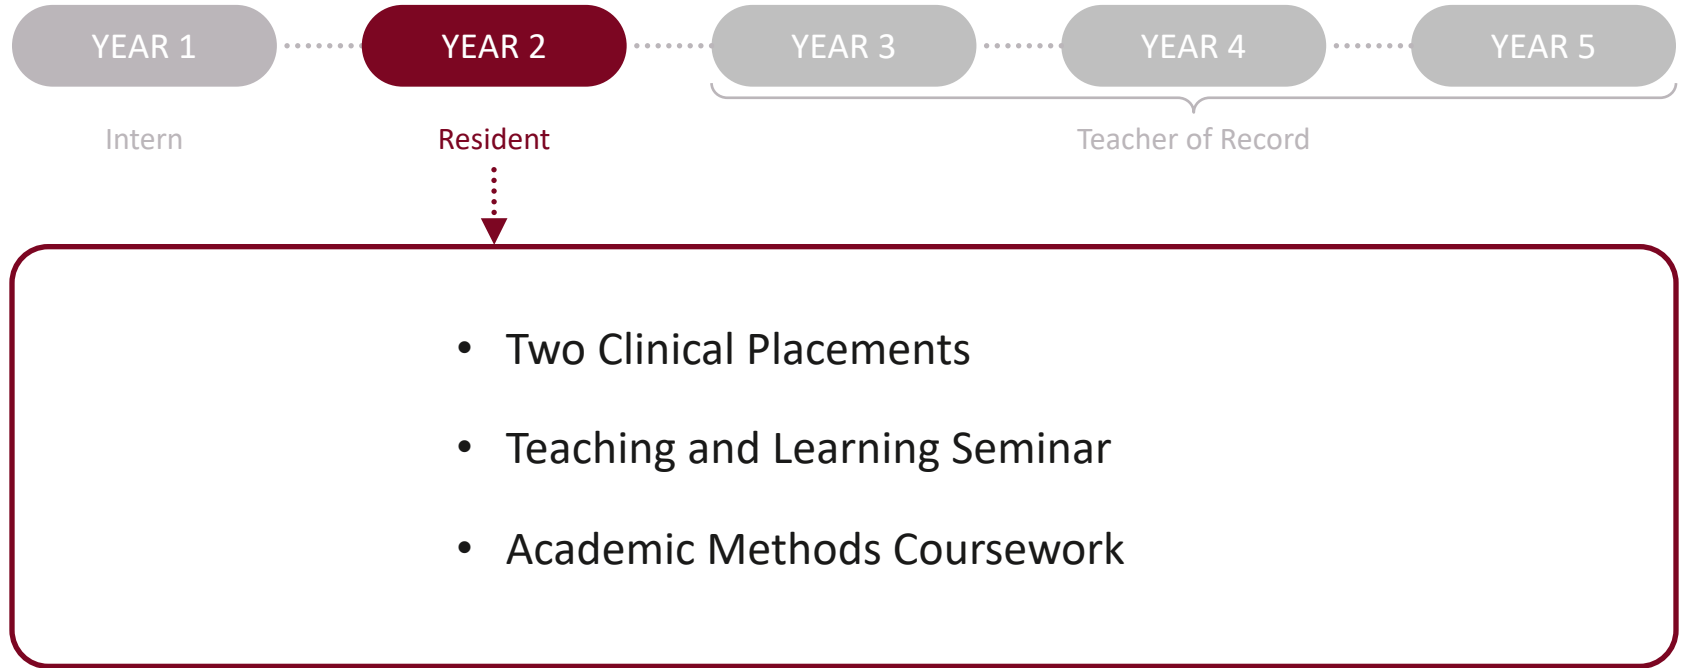 YEAR 1 YEAR 2 YEAR 3 YEAR 4 YEAR 5
Intern Resident Teacher of Record
• Two Clinical Placements
• Teaching and Learning Seminar
• Academic Methods Coursework